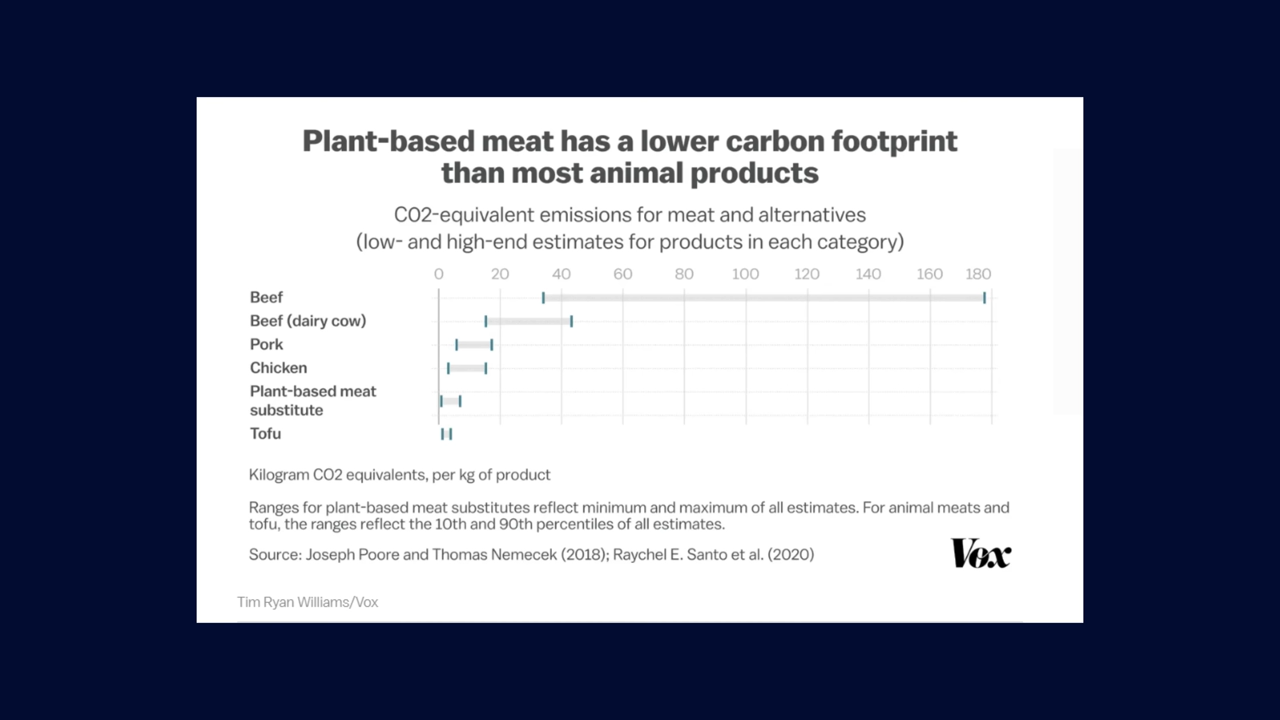 Plant-based meat has a lower carbon footprint
than most animal products
CO2-equivalent emissions for meat and alternatives
(low- and high-end estimates for products in each category)
0 20 40 60 80 100 120 140 160 180
Beef
Beef (dairy cow)
Pork
Chicken
Plant-based meat
substitute
Tofu
Kilogram CO2 equivalents, per kg of product
Ranges for plant-based meat substitutes reflect minimum and maximum of all estimates. For animal meats and
tofu, the ranges reflect the 10th and 90th percentiles of all estimates.
Source: Joseph Poore and Thomas Nemecek (2018); Raychel E. Santo et al. (2020)
Vox
Tim Ryan Williams/Vox